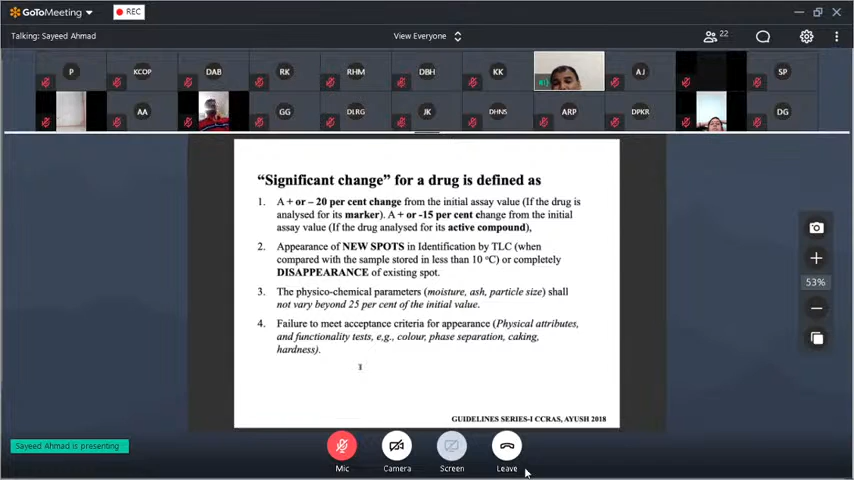 GoToMeeting
REC
Talking: Sayeed Ahmad
View Everyone
22
P
KCOP
DAB
RK
RHM
DBH
KK
AJ
SP
AA
GG
DLRG
JK
DHNS
ARP
DPKR
DG
“Significant change” for a drug is defined as
1. A + or – 20 per cent change from the initial assay value (If the drug is
analysed for its marker). A + or -15 per cent change from the initial
assay value (If the drug analysed for its active compound),
2. Appearance of NEW SPOTS in Identification by TLC (when
compared with the sample stored in less than 10 °C) or completely
DISAPPEARANCE of existing spot.
3. The physico-chemical parameters (moisture, ash, particle size) shall
not vary beyond 25 per cent of the initial value.
4. Failure to meet acceptance criteria for appearance (Physical attributes,
and functionality tests, e,g., colour, phase separation, caking,
hardness).
GUIDELINES SERIES-I CCRAS, AYUSH 2018
53%
Sayeed Ahmad is presenting
Mic
Camera
Screen
Leave